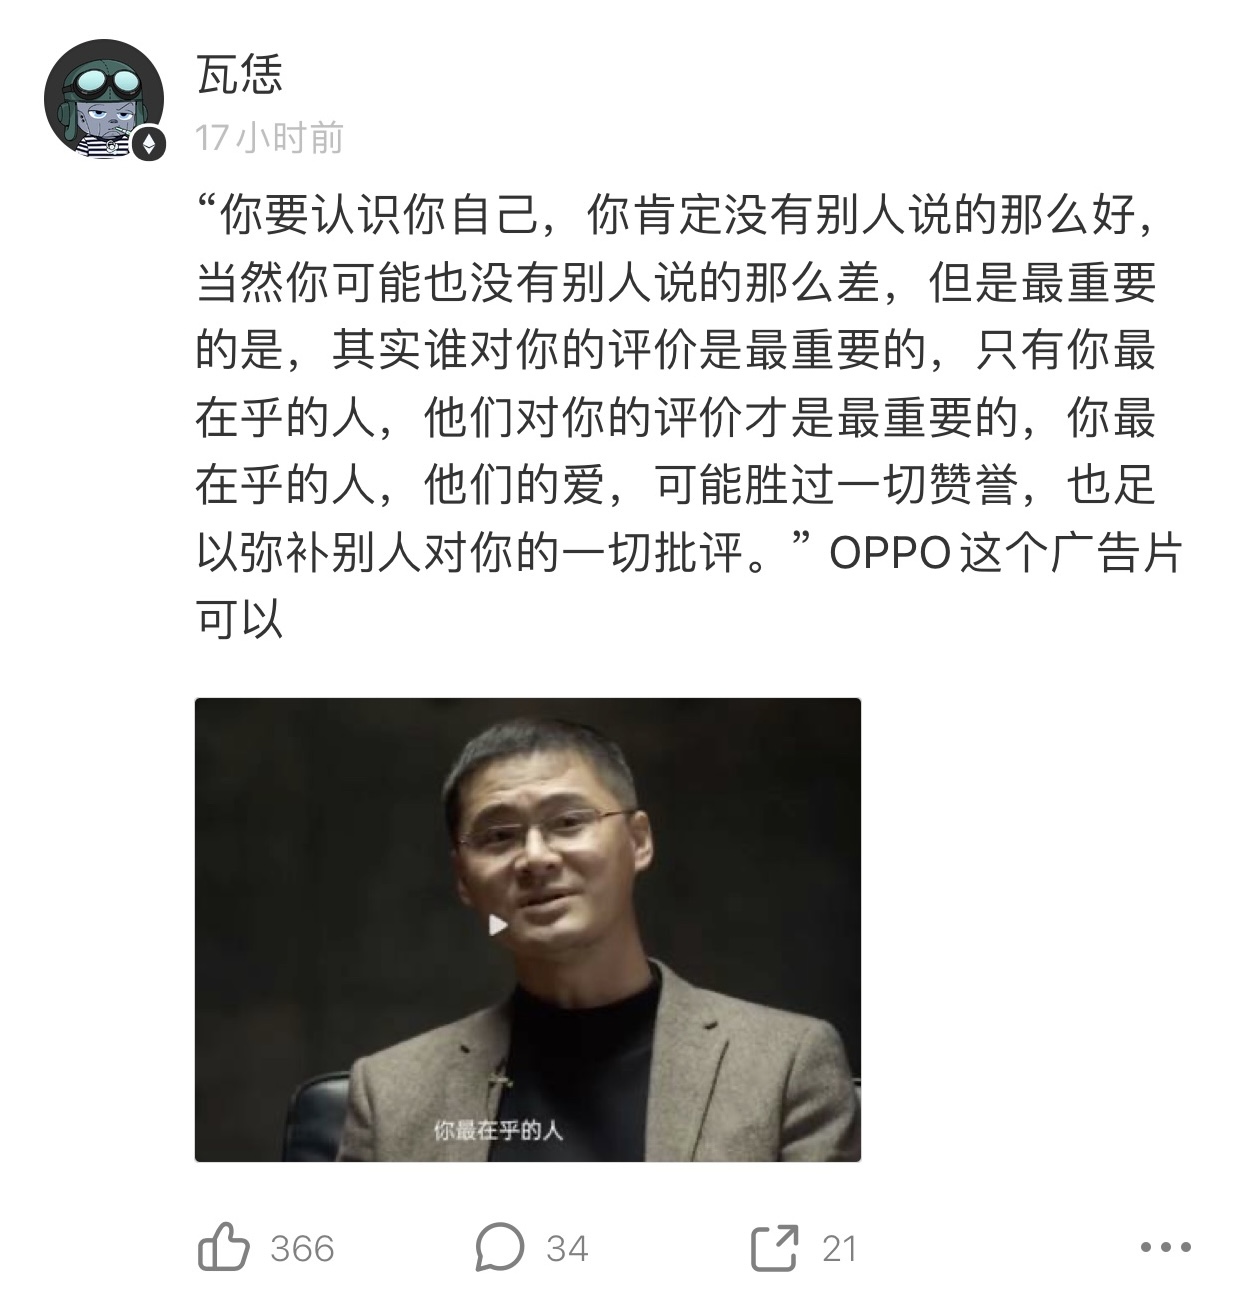 瓦恁
17小时前
“你要认识你自己，你肯定没有别人说的那么好，
当然你可能也没有别人说的那么差，但是最重要
的是，其实谁对你的评价是最重要的，只有你最
在乎的人，他们对你的评价才是最重要的，你最
在乎的人，他们的爱，可能胜过一切赞誉，也足
以弥补别人对你的一切批评。” OPPO这个广告片
可以
你最在乎的人
366
34
21